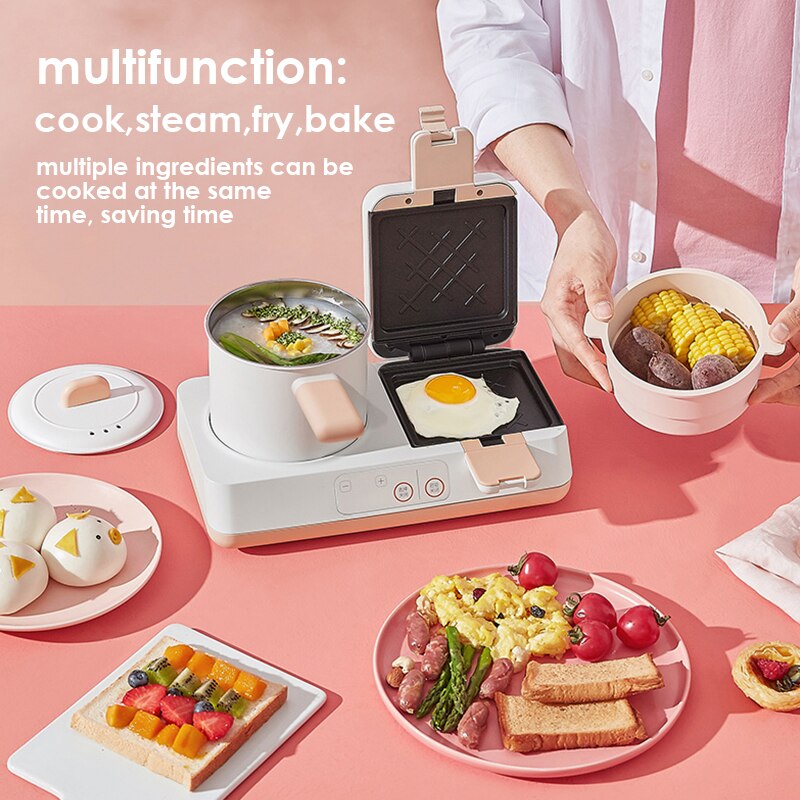 multifunction:
cook,steam,fry,bake
multiple ingredients can be
cooked at the same
time, saving time